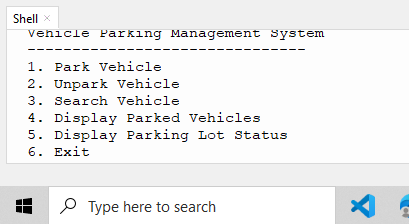 Shell ×
Vehicle Parking Management System
-------------------------------
1. Park Vehicle
2. Unpark Vehicle
3. Search Vehicle
4. Display Parked Vehicles
5. Display Parking Lot Status
6. Exit
Type here to search